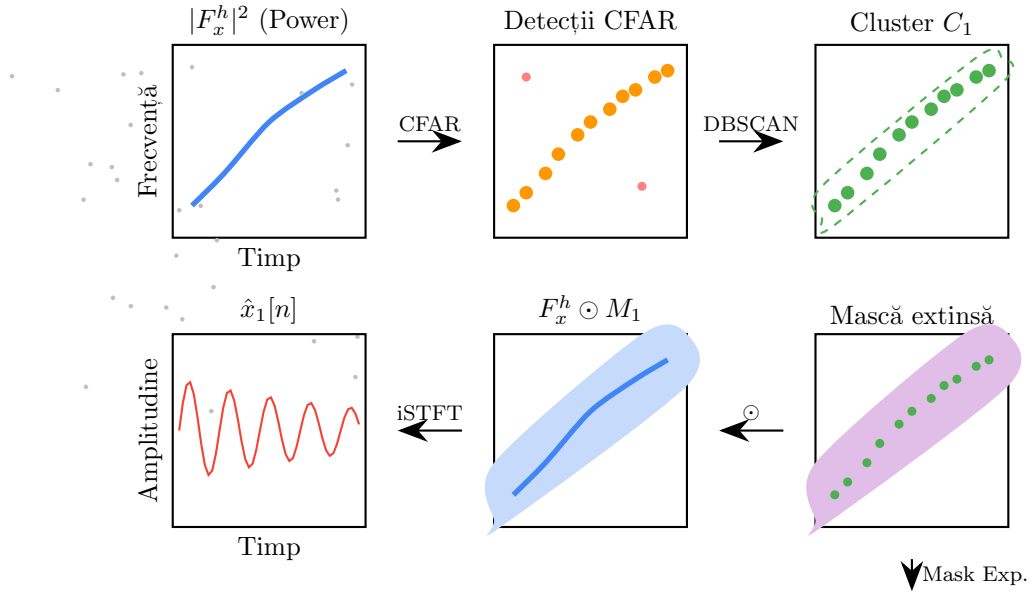 |F_x^h|^2 (Power)
Detecții CFAR
Cluster C_1
Frecvență
CFAR
DBSCAN
Timp
x̂_1[n]
F_x^h ⊙ M_1
Mască extinsă
Amplitudine
iSTFT
⊙
Timp
Mask Exp.